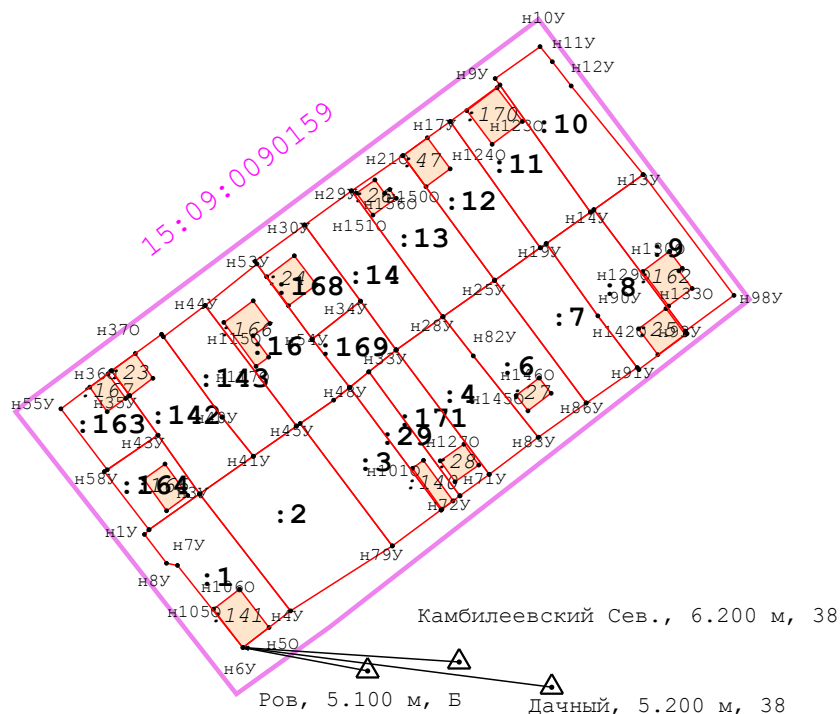 н10У
н11У
н12У
н9У
:170
н123О
:10
н17У
н124О
:11
15:09:0090159
н21О
:47
н29У
н150О
н156О
н151О
:12
н13У
н14У
н30У
:13
н19У
н130О
:9
н53У
:24
:168
:14
н129О
:162
н25У
:8
н90У
н133О
н44У
н34У
:7
н28У
н142О
:25
н93У
н98У
н37О
:166
н115О
:16
н54У
:169
н82У
н33У
:6
н91У
:23
:143
н36У
:167
н35У
н55У
:163
:142
н48У
:4
н146О
:27
н145О
н86У
:171
н45У
:29
н83У
н43У
н41У
:3
н101О
н127О
:28
н58У
:164
н3У
:140
н71У
н72У
:2
н1У
н7У
н79У
н8У
:1
н106О
н105О
:141
н4У
н5О
н6У
Камбилеевский Сев., 6.200 м, 38
Ров, 5.100 м, Б
Дачный, 5.200 м, 38